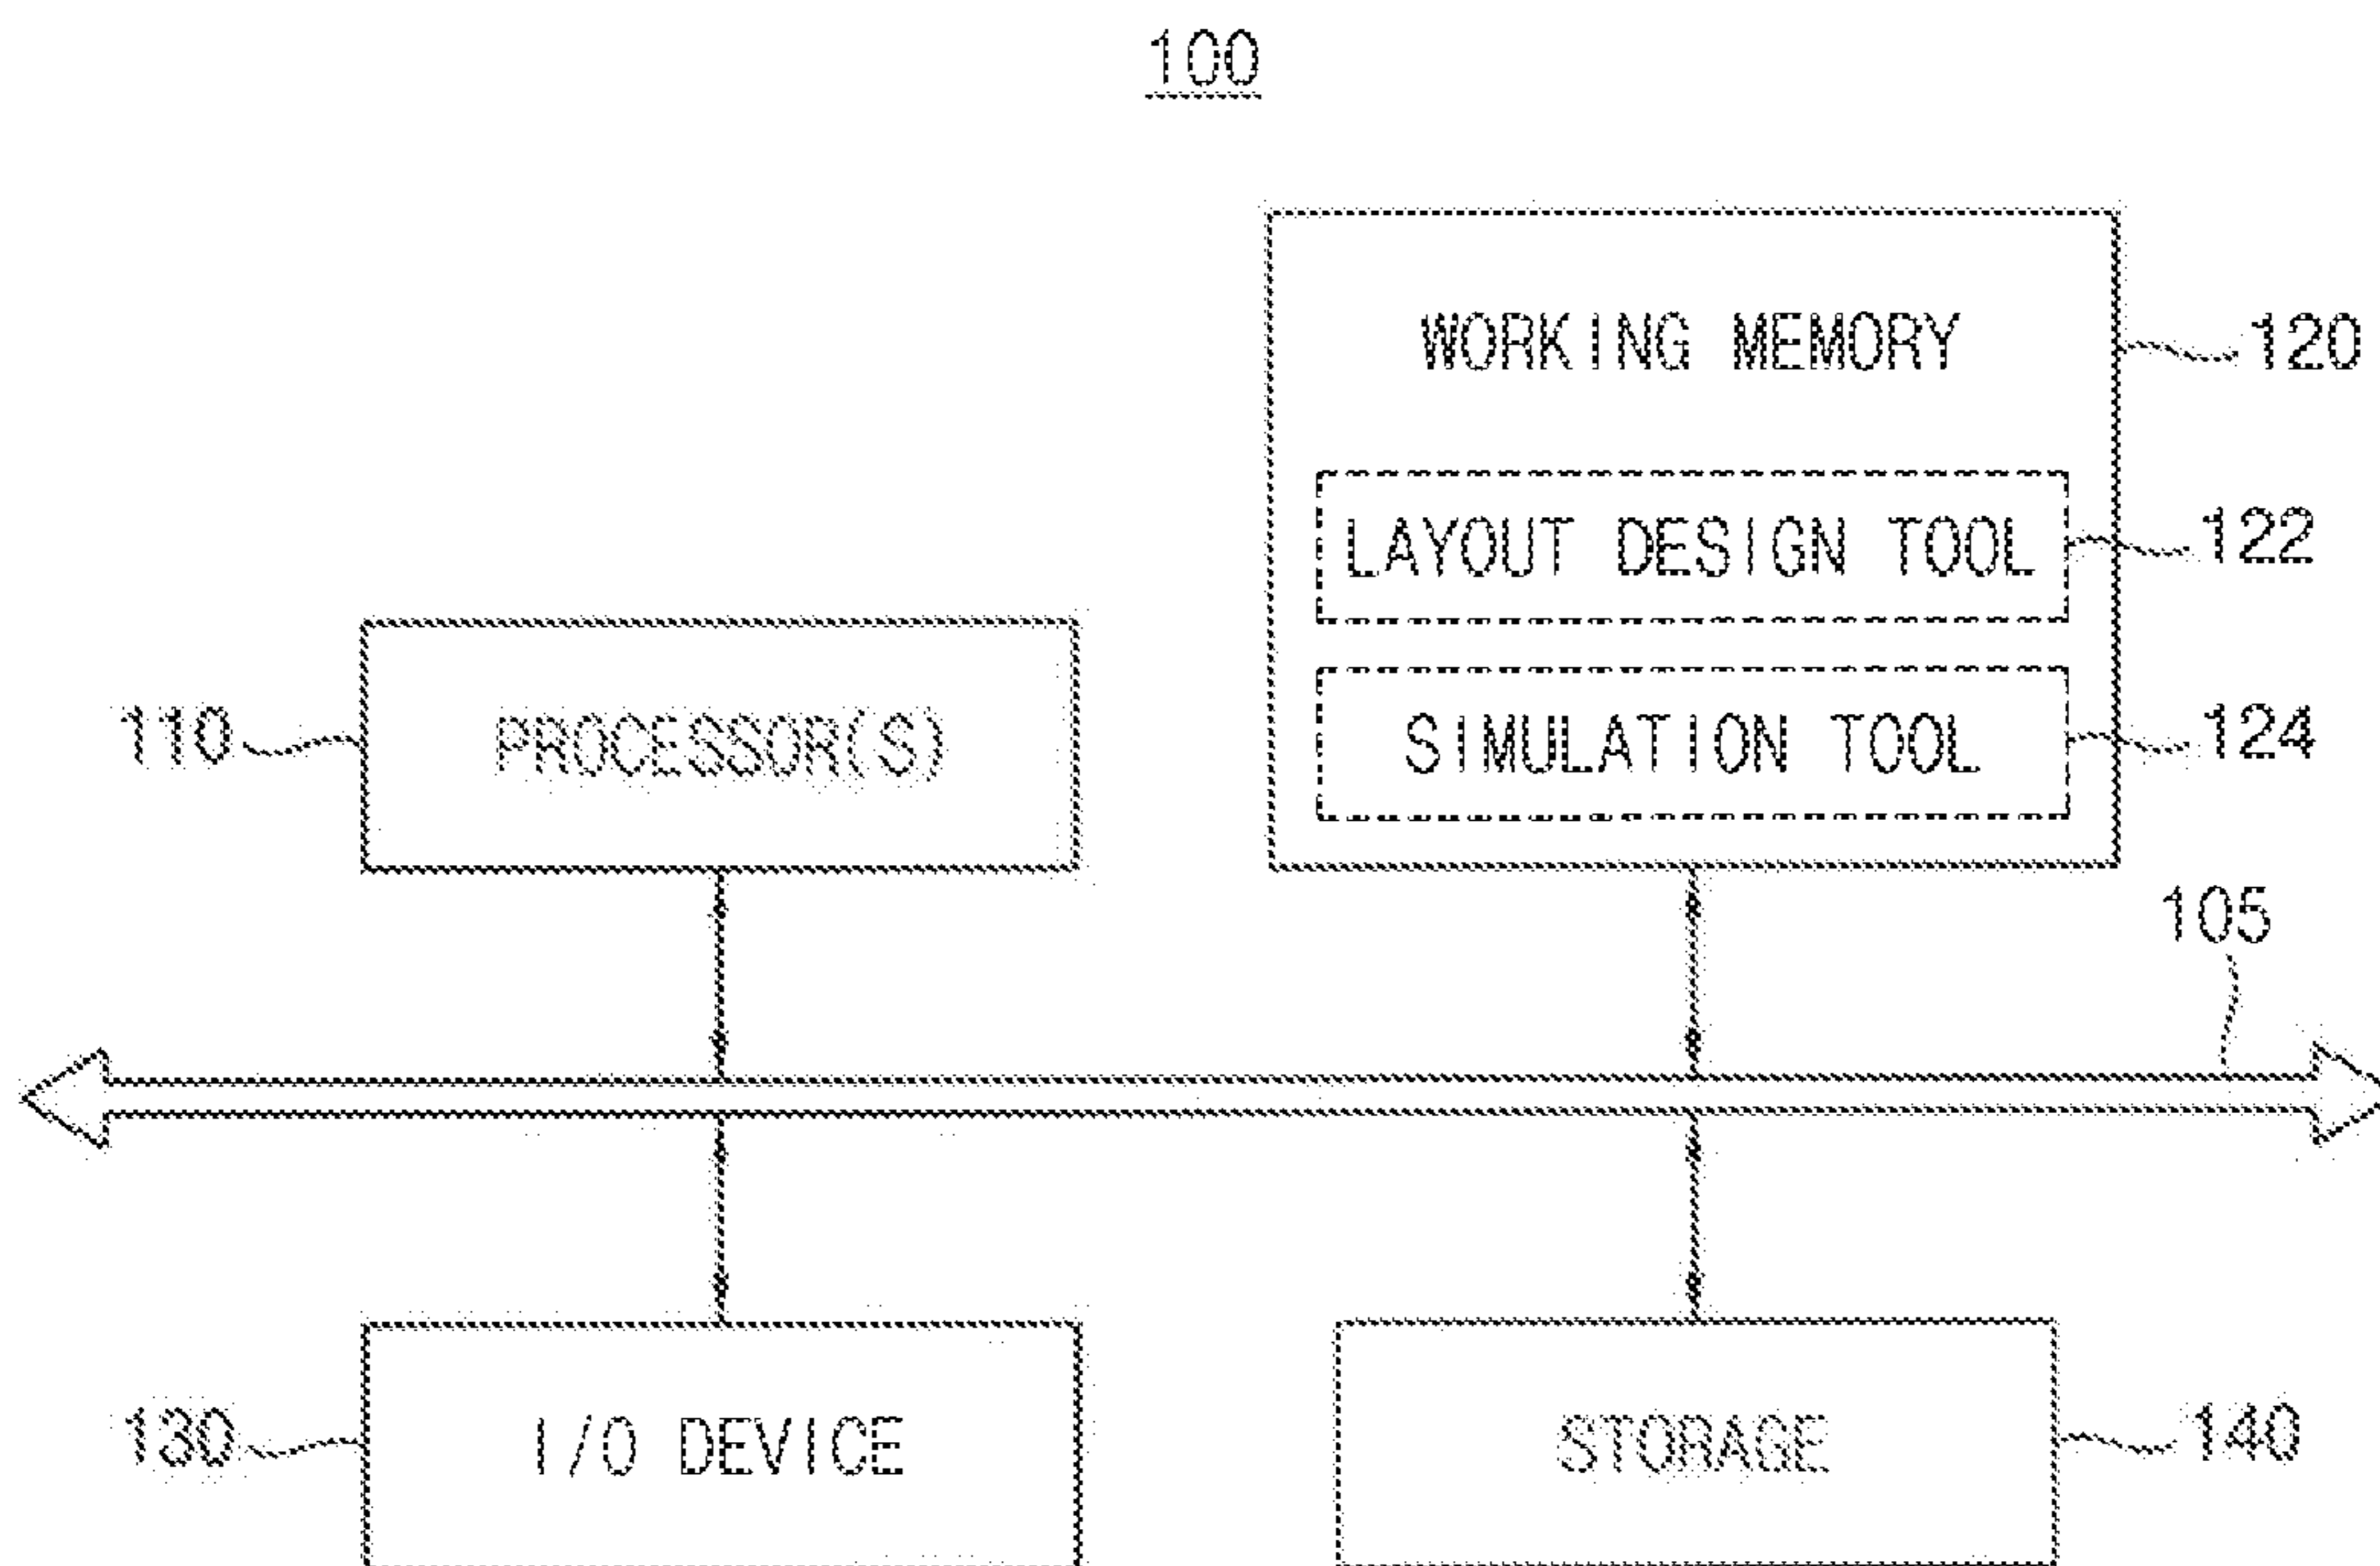 100
WORKING MEMORY
120
LAYOUT DESIGN TOOL
122
110
PROCESSOR(S)
SIMULATION TOOL
124
105
130
I/O DEVICE
STORAGE
140